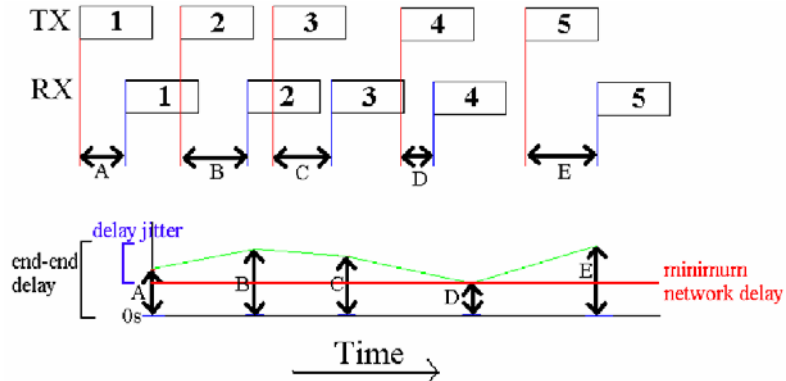 TX 1 2 3 4 5
RX 1 2 3 4 5
A B C D E
delay jitter
end-end
delay
A B C D E
minimum
network delay
0s
Time